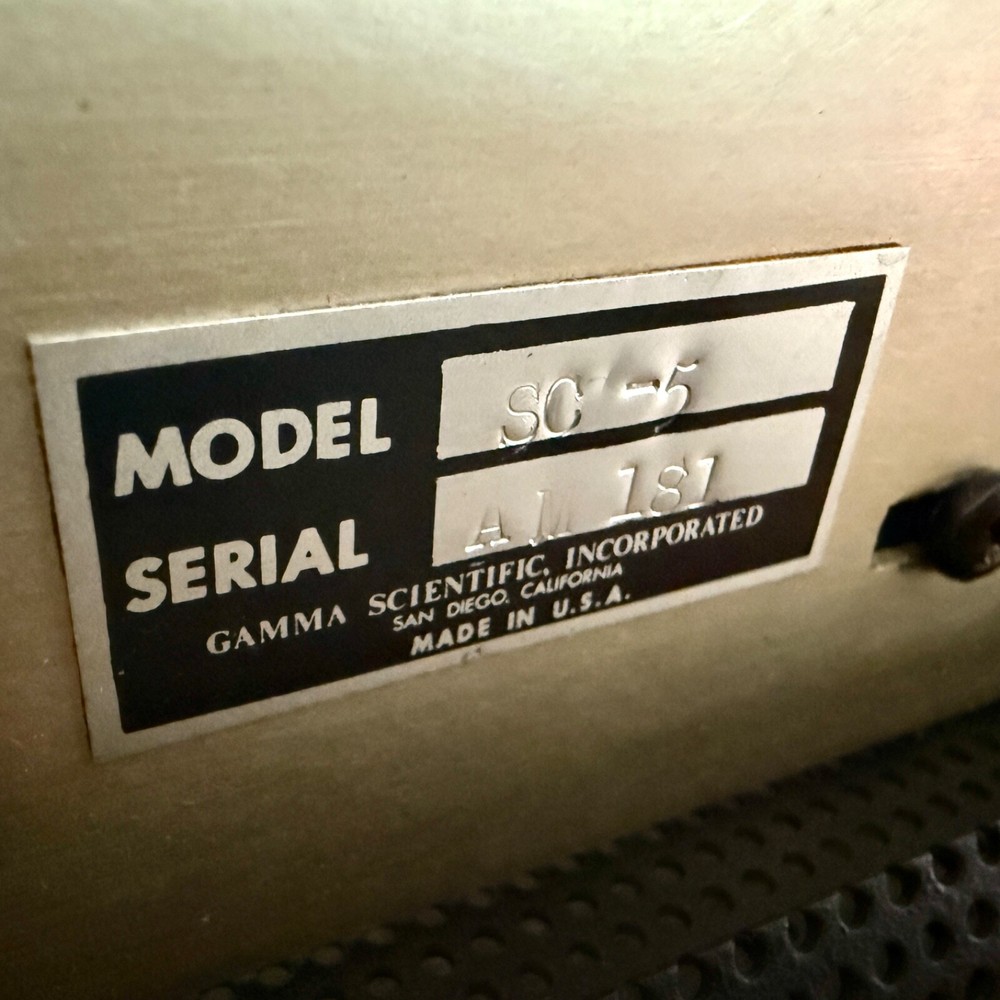 MODEL SC-5
SERIAL AM 181
GAMMA SCIENTIFIC, INCORPORATED
SAN DIEGO, CALIFORNIA
MADE IN U.S.A.